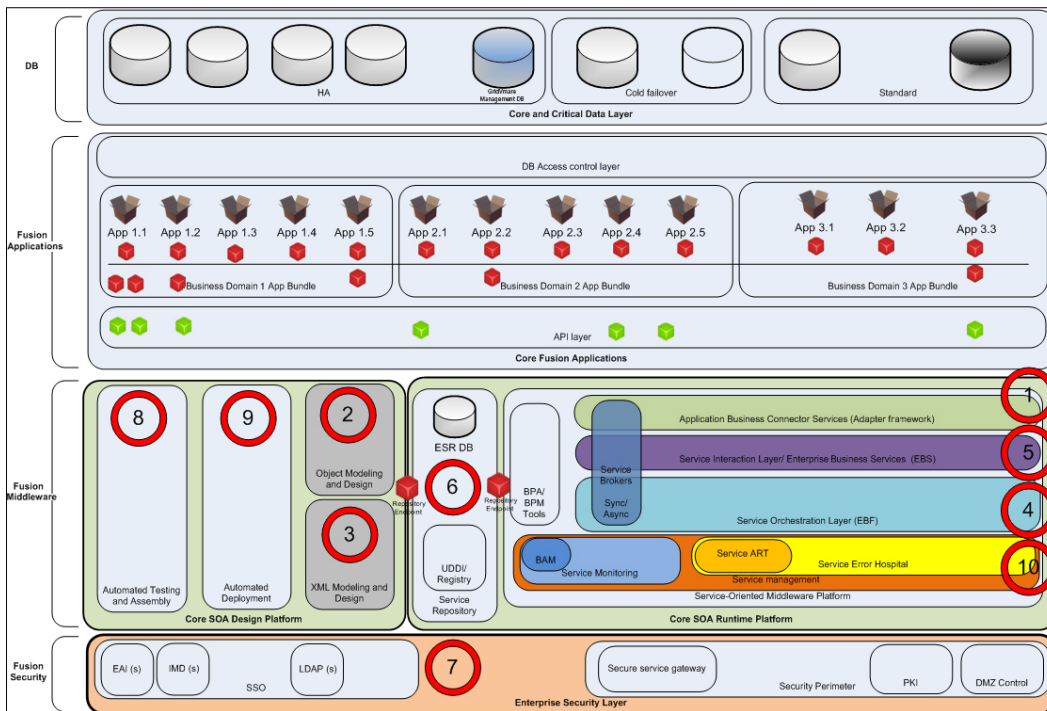 DB
HA
GridVmare
Management DB
Cold failover
Standard
Core and Critical Data Layer
Fusion
Applications
DB Access control layer
App 1.1
App 1.2
App 1.3
App 1.4
App 1.5
App 2.1
App 2.2
App 2.3
App 2.4
App 2.5
App 3.1
App 3.2
App 3.3
Business Domain 1 App Bundle
Business Domain 2 App Bundle
Business Domain 3 App Bundle
API layer
Core Fusion Applications
Fusion
Middleware
8
Automated Testing
and Assembly
9
Automated
Deployment
2
Object Modeling
and Design
3
XML Modeling and
Design
Core SOA Design Platform
Repository
Endpoint
ESR DB
6
UDDI/
Registry
Service
Repository
Repository
Endpoint
BPA/
BPM
Tools
Service
Brokers
Sync/
Async
1
Application Business Connector Services (Adapter framework)
5
Service Interaction Layer/ Enterprise Business Services (EBS)
4
Service Orchestration Layer (EBF)
BAM
Service Monitoring
Service ART
Service Error Hospital
10
Service management
Service-Oriented Middleware Platform
Core SOA Runtime Platform
Fusion
Security
EAI (s)
IMD (s)
LDAP (s)
SSO
7
Secure service gateway
Security Perimeter
PKI
DMZ Control
Enterprise Security Layer